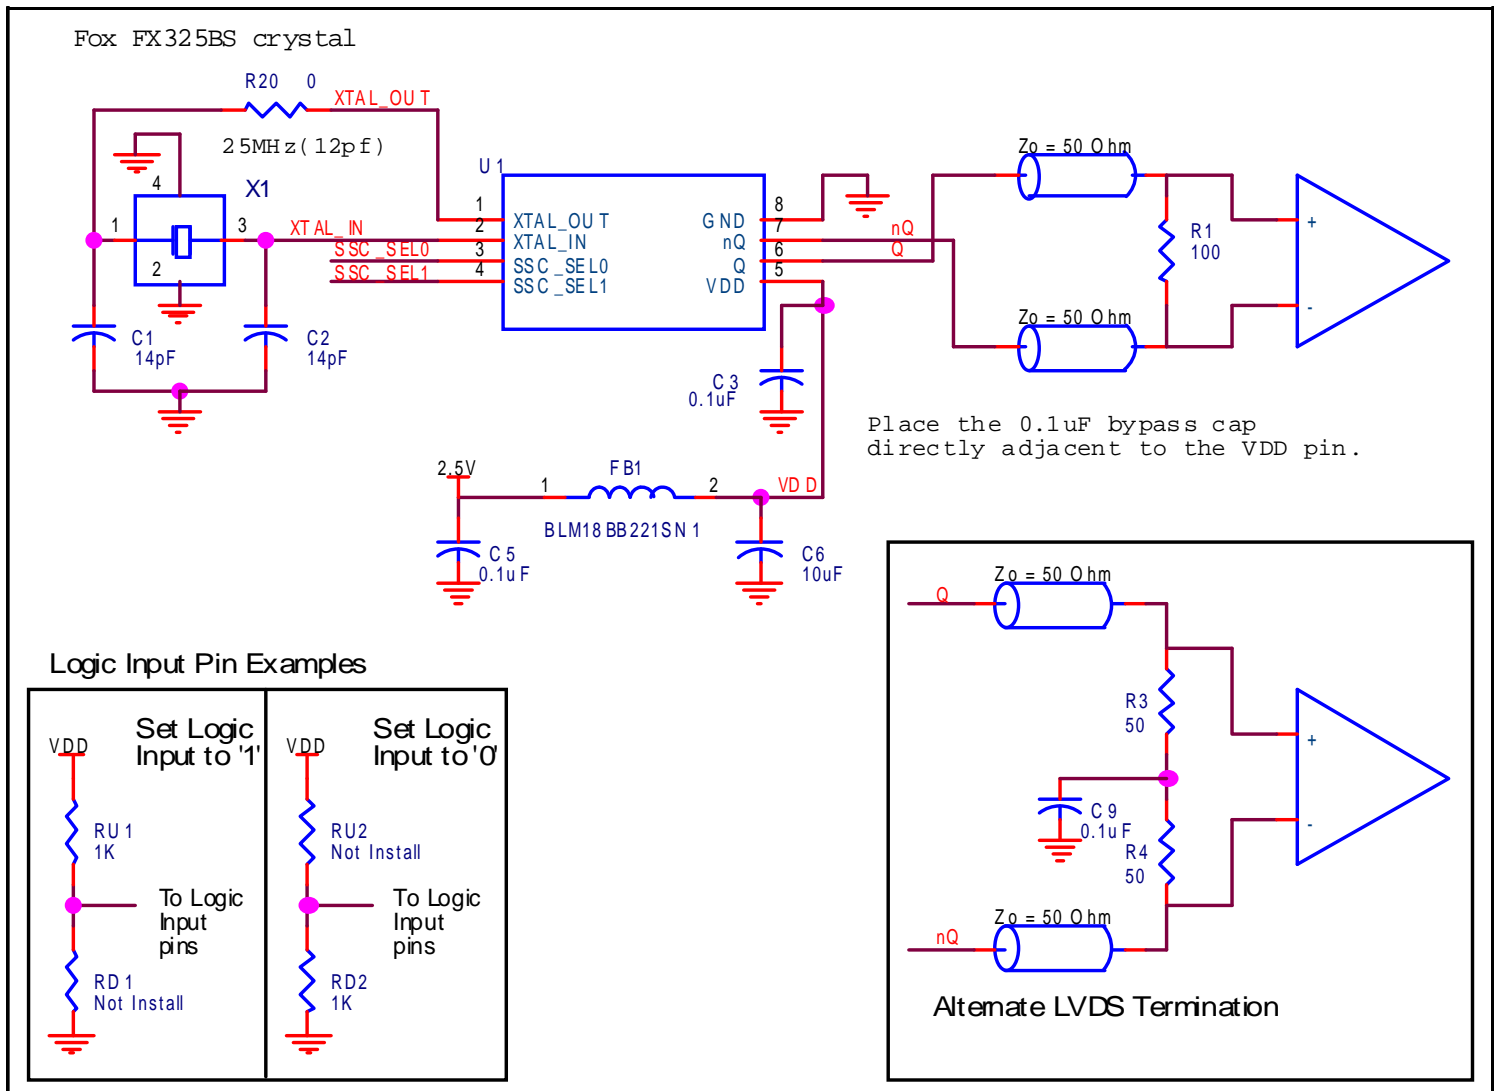 Fox FX325BS crystal
R20 0
XTAL_OUT
25MHz(12pf)
X1
4
1
3
2
XTAL_IN
SSC_SEL0
SSC_SEL1
C1
14pF
C2
14pF
U1
1
2
3
4
XTAL_OUT
XTAL_IN
SSC_SEL0
SSC_SEL1
GND
nQ
Q
VDD
8
7
6
5
nQ
Q
Zo = 50 Ohm
R1
100
+
-
Zo = 50 Ohm
C3
0.1uF
Place the 0.1uF bypass cap
directly adjacent to the VDD pin.
2.5V
1
FB1
2
VDD
BLM18BB221SN1
C5
0.1uF
C6
10uF
Logic Input Pin Examples
VDD
Set Logic
Input to '1'
RU1
1K
To Logic
Input
pins
RD1
Not Install
VDD
Set Logic
Input to '0'
RU2
Not Install
To Logic
Input
pins
RD2
1K
Zo = 50 Ohm
Q
R3
50
+
-
C9
0.1uF
R4
50
Zo = 50 Ohm
nQ
Alternate LVDS Termination